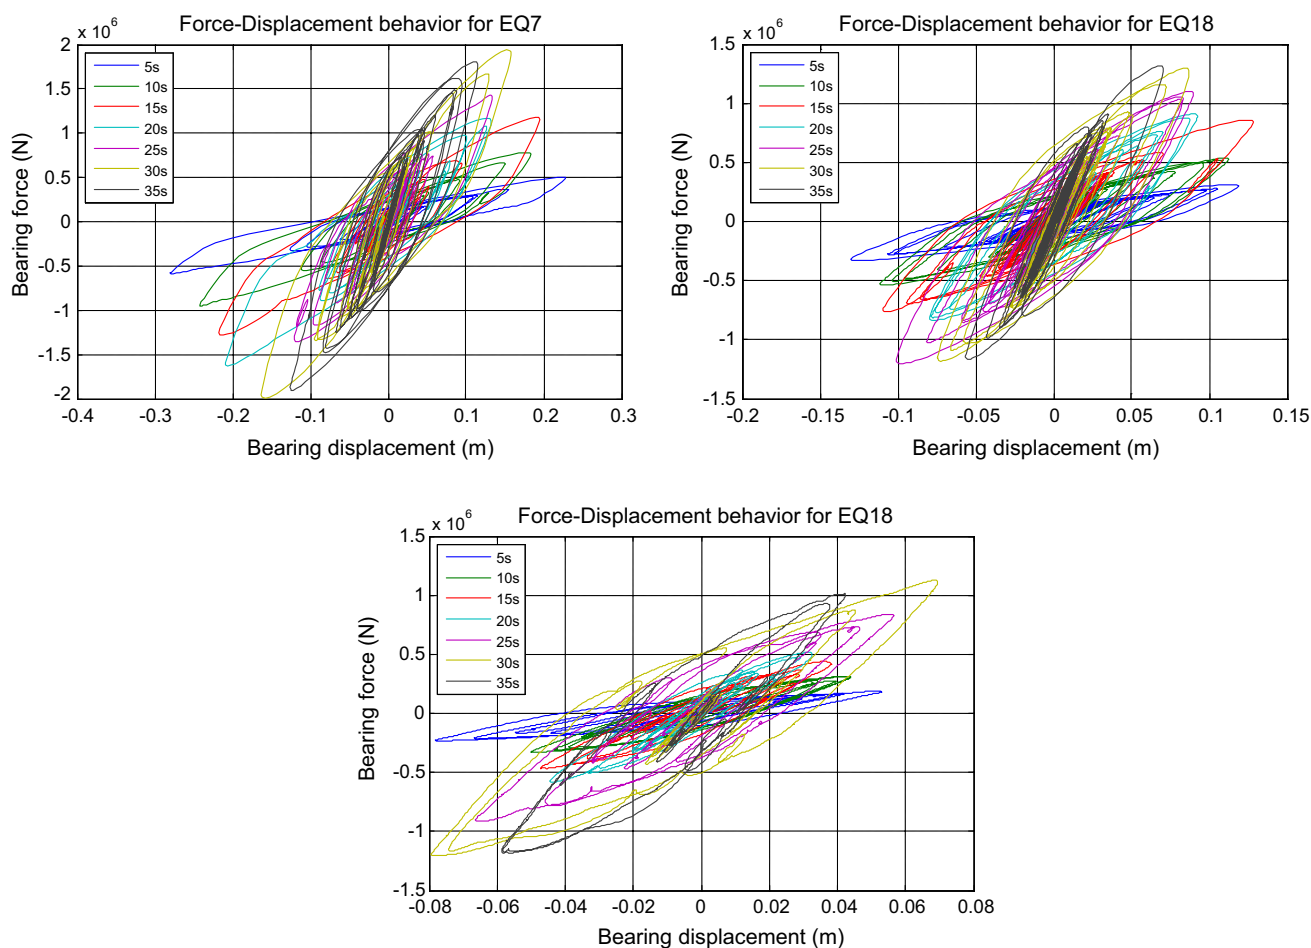 Force-Displacement behavior for EQ7
x 10^6
2
1.5
1
0.5
0
-0.5
-1
-1.5
-2
Bearing force (N)
5s
10s
15s
20s
25s
30s
35s
-0.4 -0.3 -0.2 -0.1 0 0.1 0.2 0.3
Bearing displacement (m)
Force-Displacement behavior for EQ18
x 10^6
1.5
1
0.5
0
-0.5
-1
-1.5
Bearing force (N)
5s
10s
15s
20s
25s
30s
35s
-0.2 -0.15 -0.1 -0.05 0 0.05 0.1 0.15
Bearing displacement (m)
Force-Displacement behavior for EQ18
x 10^6
1.5
1
0.5
0
-0.5
-1
-1.5
Bearing force (N)
5s
10s
15s
20s
25s
30s
35s
-0.08 -0.06 -0.04 -0.02 0 0.02 0.04 0.06 0.08
Bearing displacement (m)